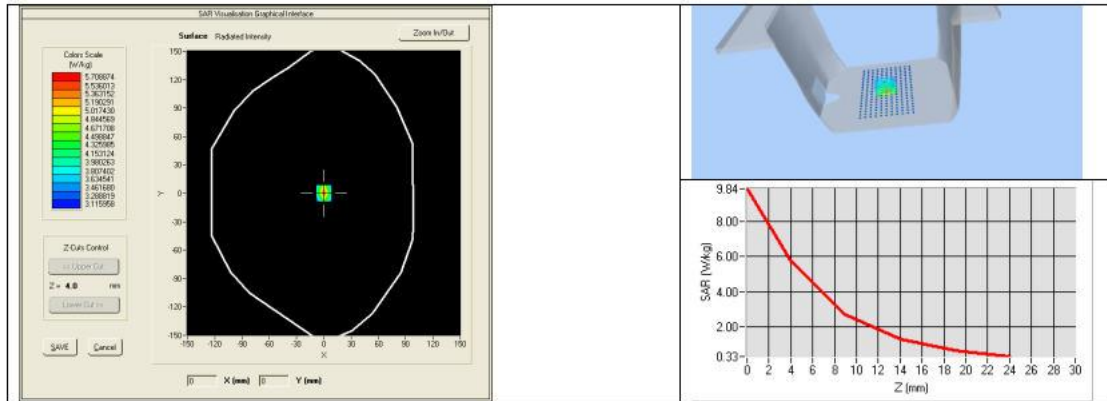 SAR Visualisation Graphical Interface
Surface Radiated Intensity
Zoom In/Out
Colors Scale
(W/kg)
5.708874
5.536013
5.363152
5.190291
5.017430
4.844569
4.671708
4.498847
4.325985
4.153124
3.980263
3.807402
3.634541
3.461680
3.288819
3.115958
Z-Cuts Control
<< Upper Cut
Z = 4.0 mm
Lower Cut >>
SAVE Cancel
150
120
90
60
30
0
-30
-60
-90
-120
-150
Y
-150 -120 -90 -60 -30 0 30 60 90 120 150
X
0 X (mm) 0 Y (mm)
9.84
8.00
6.00
4.00
2.00
0.33
SAR (W/kg)
0 2 4 6 8 10 12 14 16 18 20 22 24 26 28 30
Z (mm)